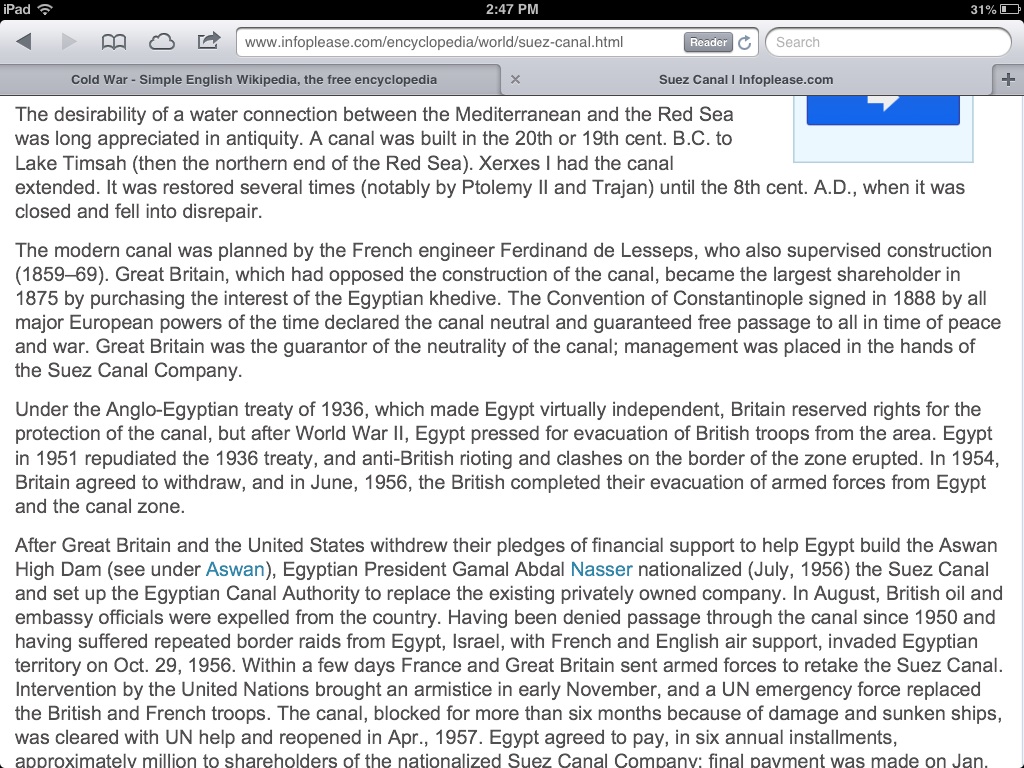 iPad 2:47 PM 31%
www.infoplease.com/encyclopedia/world/suez-canal.html Reader Search
Cold War - Simple English Wikipedia, the free encyclopedia Suez Canal | Infoplease.com
The desirability of a water connection between the Mediterranean and the Red Sea
was long appreciated in antiquity. A canal was built in the 20th or 19th cent. B.C. to
Lake Timsah (then the northern end of the Red Sea). Xerxes I had the canal
extended. It was restored several times (notably by Ptolemy II and Trajan) until the 8th cent. A.D., when it was
closed and fell into disrepair.
The modern canal was planned by the French engineer Ferdinand de Lesseps, who also supervised construction
(1859–69). Great Britain, which had opposed the construction of the canal, became the largest shareholder in
1875 by purchasing the interest of the Egyptian khedive. The Convention of Constantinople signed in 1888 by all
major European powers of the time declared the canal neutral and guaranteed free passage to all in time of peace
and war. Great Britain was the guarantor of the neutrality of the canal; management was placed in the hands of
the Suez Canal Company.
Under the Anglo-Egyptian treaty of 1936, which made Egypt virtually independent, Britain reserved rights for the
protection of the canal, but after World War II, Egypt pressed for evacuation of British troops from the area. Egypt
in 1951 repudiated the 1936 treaty, and anti-British rioting and clashes on the border of the zone erupted. In 1954,
Britain agreed to withdraw, and in June, 1956, the British completed their evacuation of armed forces from Egypt
and the canal zone.
After Great Britain and the United States withdrew their pledges of financial support to help Egypt build the Aswan
High Dam (see under Aswan), Egyptian President Gamal Abdal Nasser nationalized (July, 1956) the Suez Canal
and set up the Egyptian Canal Authority to replace the existing privately owned company. In August, British oil and
embassy officials were expelled from the country. Having been denied passage through the canal since 1950 and
having suffered repeated border raids from Egypt, Israel, with French and English air support, invaded Egyptian
territory on Oct. 29, 1956. Within a few days France and Great Britain sent armed forces to retake the Suez Canal.
Intervention by the United Nations brought an armistice in early November, and a UN emergency force replaced
the British and French troops. The canal, blocked for more than six months because of damage and sunken ships,
was cleared with UN help and reopened in Apr., 1957. Egypt agreed to pay, in six annual installments,
approximately million to shareholders of the nationalized Suez Canal Company; final payment was made on Jan.